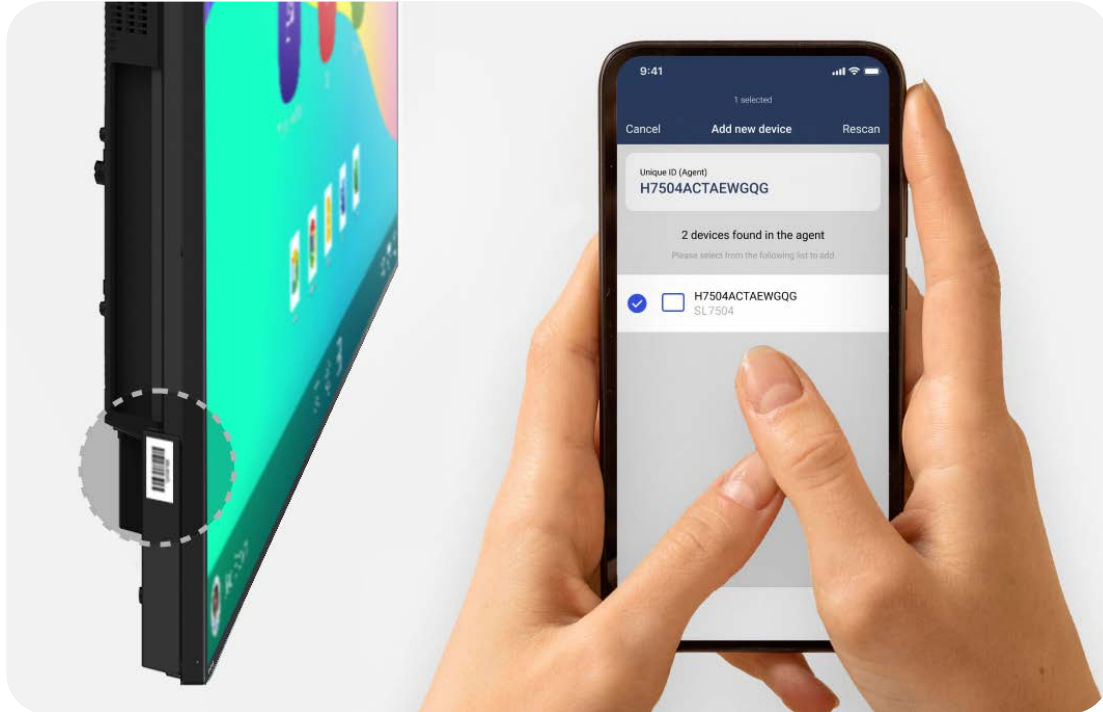 9:41
1 selected
Cancel Add new device Rescan
Unique ID (Agent)
H7504ACTAEWGQG
2 devices found in the agent
Please select from the following list to add.
H7504ACTAEWGQG
SL7504